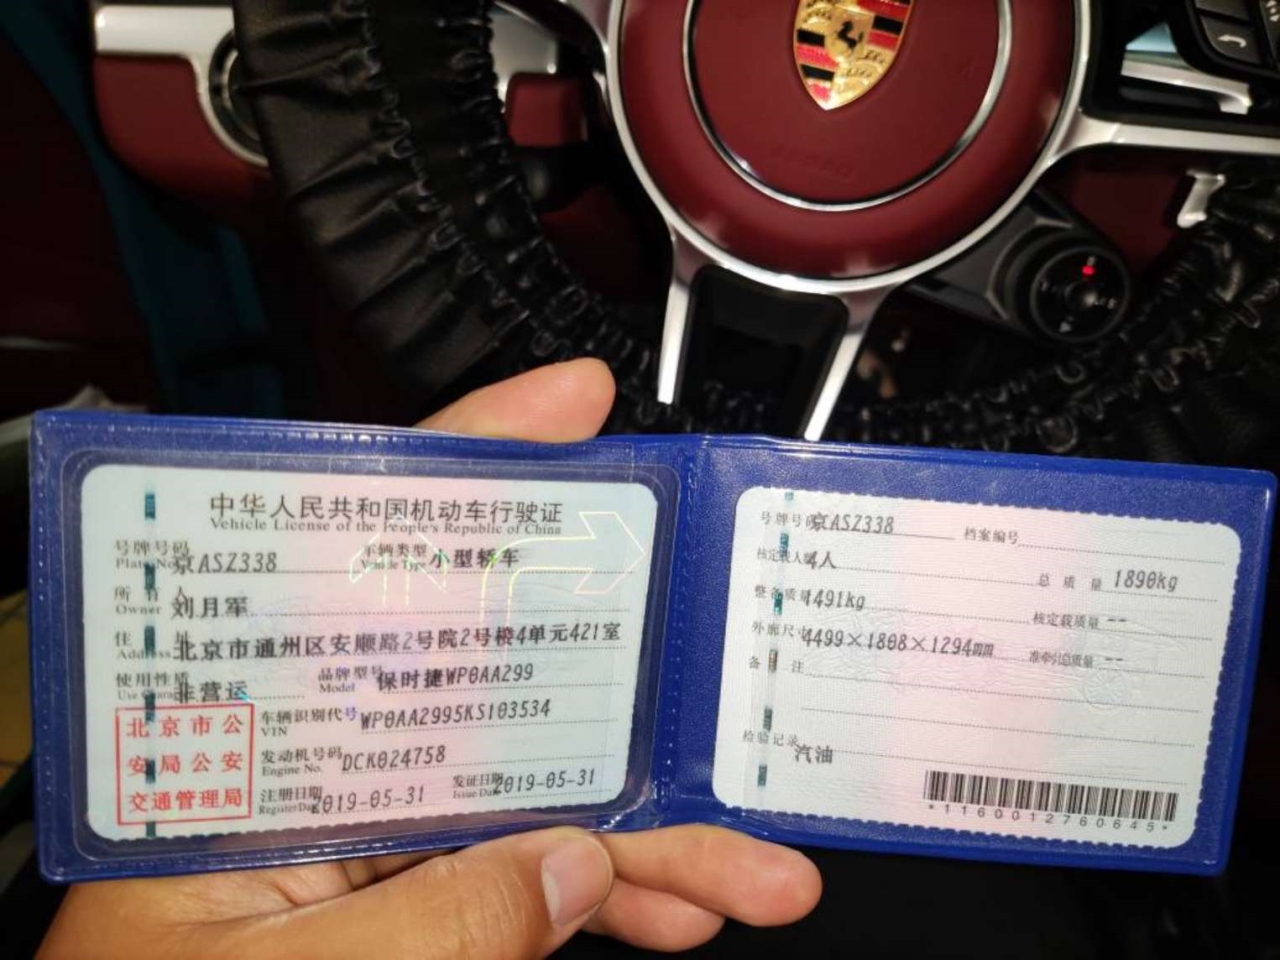 中华人民共和国机动车行驶证
Vehicle License of the People's Republic of China
号牌号码 京ASZ338 车辆类型 小型轿车
Plate No. Vehicle Type
所有人 刘月军
Owner
住址 北京市通州区安顺路2号院2号楼4单元421室
Address
使用性质 非营运 品牌型号 保时捷WP0AA299
Use Character Model
北京市公
安局公安
交通管理局
车辆识别代号 WP0AA2995KS103534
VIN
发动机号码 DCK024758
Engine No.
注册日期 2019-05-31 发证日期 2019-05-31
Register Date Issue Date
号牌号码 京ASZ338 档案编号
核定载人数 4人 总质量 1890kg
整备质量 1491kg 核定载质量 --
外廓尺寸 4499×1808×1294mm 准牵引总质量 --
备注
检验记录
汽油
*1160012760645*